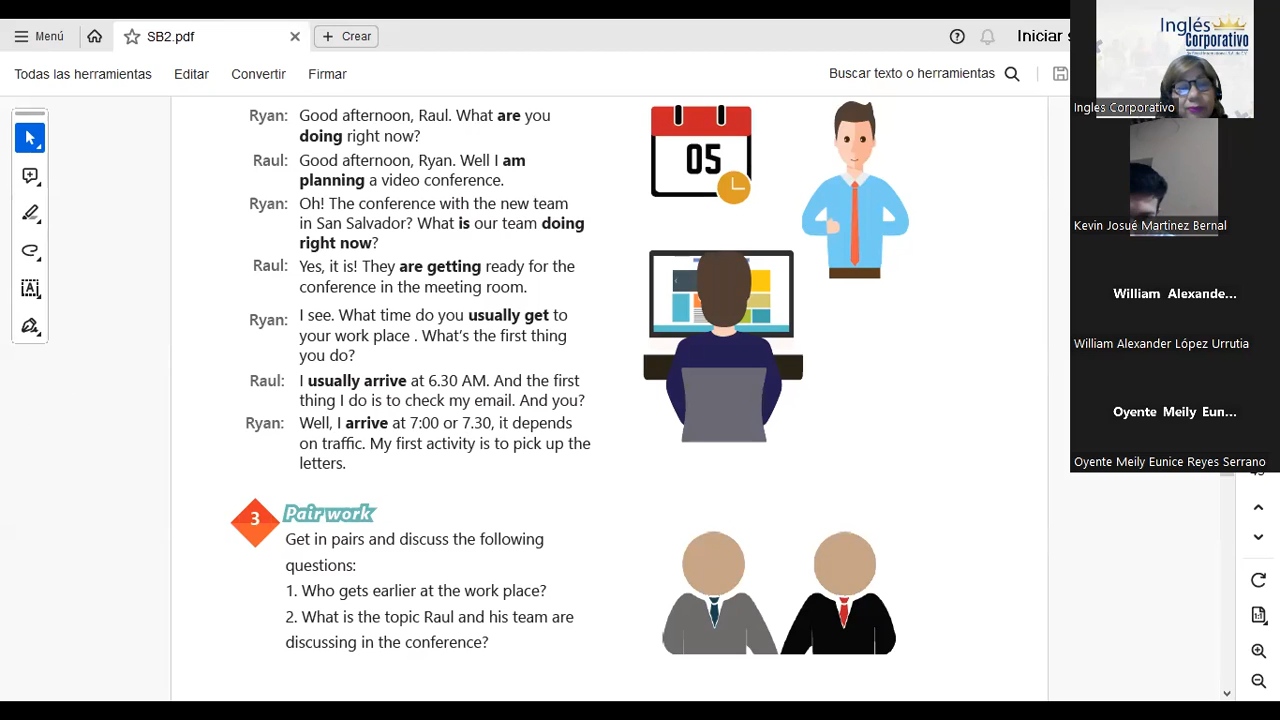 Menú
SB2.pdf
Crear
Iniciar s
Todas las herramientas
Editar
Convertir
Firmar
Buscar texto o herramientas
Ryan: Good afternoon, Raul. What are you
doing right now?
Raul: Good afternoon, Ryan. Well I am
planning a video conference.
Ryan: Oh! The conference with the new team
in San Salvador? What is our team doing
right now?
Raul: Yes, it is! They are getting ready for the
conference in the meeting room.
Ryan: I see. What time do you usually get to
your work place . What's the first thing
you do?
Raul: I usually arrive at 6.30 AM. And the first
thing I do is to check my email. And you?
Ryan: Well, I arrive at 7:00 or 7.30, it depends
on traffic. My first activity is to pick up the
letters.
05
3
Pair work
Get in pairs and discuss the following
questions:
1. Who gets earlier at the work place?
2. What is the topic Raul and his team are
discussing in the conference?
Inglés
Corporativo
Ingles Corporativo
Kevin Josué Martinez Bernal
William Alexande...
William Alexander López Urrutia
Oyente Meily Eun...
Oyente Meily Eunice Reyes Serrano